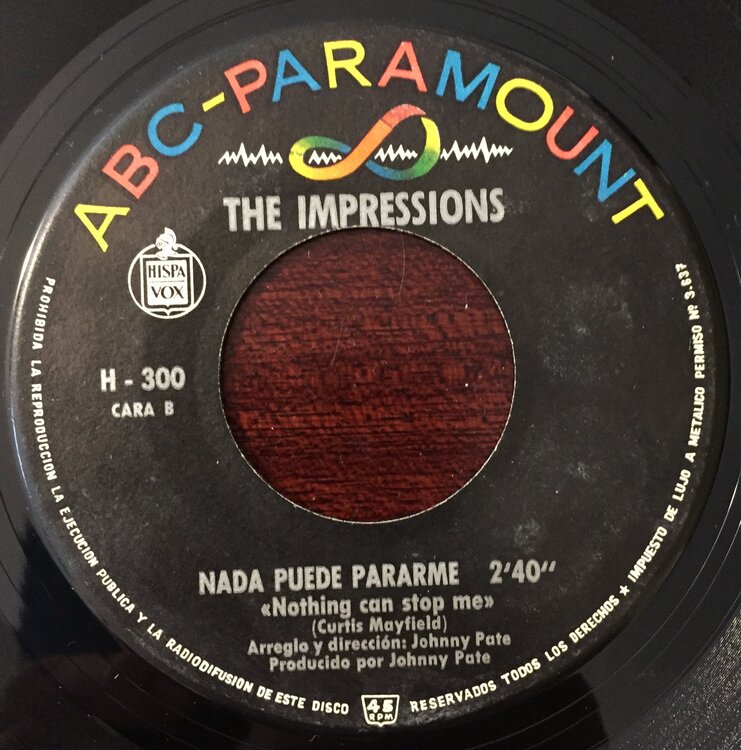 ABC-PARAMOUNT
THE IMPRESSIONS
HISPA
VOX
H - 300
CARA B
NADA PUEDE PARARME 2'40"
«Nothing can stop me»
(Curtis Mayfield)
Arreglo y dirección: Johnny Pate
Producido por Johnny Pate
PROHIBIDA LA REPRODUCCION LA EJECUCION PUBLICA Y LA RADIODIFUSION DE ESTE DISCO
45
RPM
RESERVADOS TODOS LOS DERECHOS ★ IMPUESTO DE LUJO A METALICO PERMISO Nº 3.637